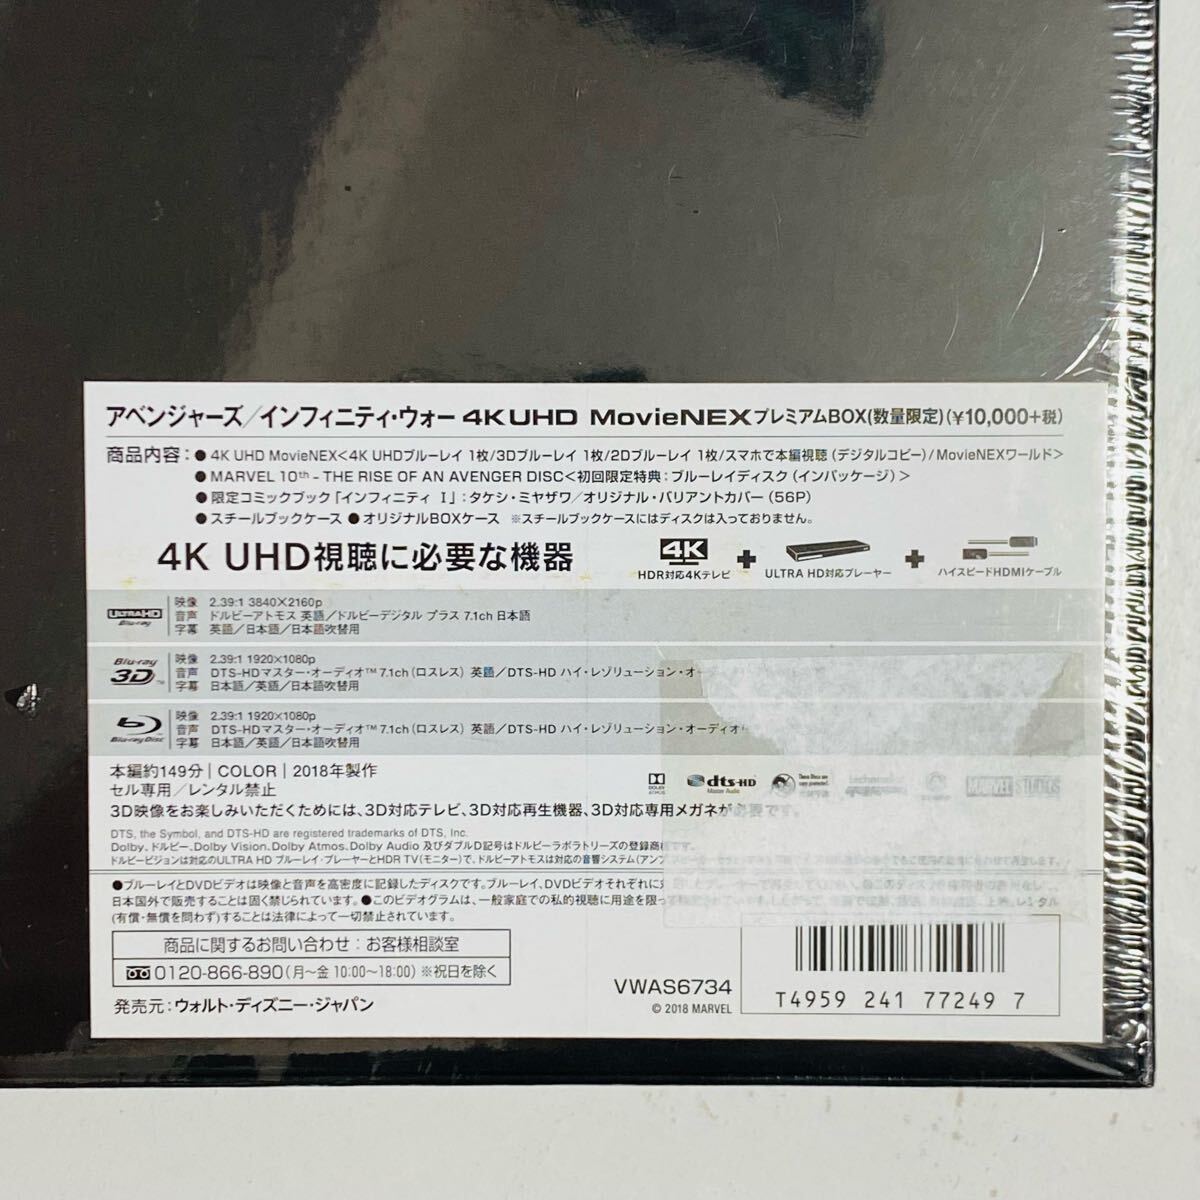 アベンジャーズ/インフィニティ・ウォー 4K UHD MovieNEX プレミアムBOX(数量限定)(¥10,000+税)
商品内容：●4K UHD MovieNEX<4K UHDブルーレイ 1枚/3Dブルーレイ 1枚/2Dブルーレイ 1枚/スマホで本編視聴(デジタルコピー)/MovieNEXワールド>
●MARVEL 10th – THE RISE OF AN AVENGER DISC<初回限定特典：ブルーレイディスク(インパッケージ)>
●限定コミックブック「インフィニティ Ⅰ」：タケシ・ミヤザワ/オリジナル・バリアントカバー(56P)
●スチールブックケース ●オリジナルBOXケース ※スチールブックケースにはディスクは入っておりません。
4K UHD視聴に必要な機器
4K
HDR対応4Kテレビ + ULTRA HD対応プレーヤー + ハイスピードHDMIケーブル
ULTRA HD Blu-ray
映像 2.39:1 3840×2160p
音声 ドルビーアトモス 英語/ドルビーデジタル プラス 7.1ch 日本語
字幕 英語/日本語/日本語吹替用
Blu-ray 3D
映像 2.39:1 1920×1080p
音声 DTS-HDマスター・オーディオ™7.1ch(ロスレス) 英語/DTS-HD ハイ・レゾリューション・オー
字幕 日本語/英語/日本語吹替用
Blu-ray Disc
映像 2.39:1 1920×1080p
音声 DTS-HDマスター・オーディオ™7.1ch(ロスレス) 英語/DTS-HD ハイ・レゾリューション・オーディオ
字幕 日本語/英語/日本語吹替用
本編約149分 | COLOR | 2018年製作
セル専用/レンタル禁止
DOLBY ATMOS dts-HD Master Audio MARVEL STUDIOS
3D映像をお楽しみいただくためには、3D対応テレビ、3D対応再生機器、3D対応専用メガネが必要です。
DTS, the Symbol, and DTS-HD are registered trademarks of DTS, Inc.
Dolby、ドルビー、Dolby Vision、Dolby Atmos、Dolby Audio 及びダブルD記号はドルビーラボラトリーズの登録商標
ドルビービジョンは対応のULTRA HD ブルーレイ・プレーヤーとHDR TV(モニター)で、ドルビーアトモスは対応の音響システム(アンプ
●ブルーレイとDVDビデオは映像と音声を高密度に記録したディスクです。ブルーレイ、DVDビデオそれぞれに対
日本国外で販売することは固く禁じられています。●このビデオグラムは、一般家庭での私的視聴に用途を限っ
(有償・無償を問わず)することは法律によって一切禁止されています。
商品に関するお問い合わせ：お客様相談室
0120-866-890(月〜金 10:00〜18:00)※祝日を除く
発売元：ウォルト・ディズニー・ジャパン
VWAS6734
© 2018 MARVEL
T4959 241 77249 7